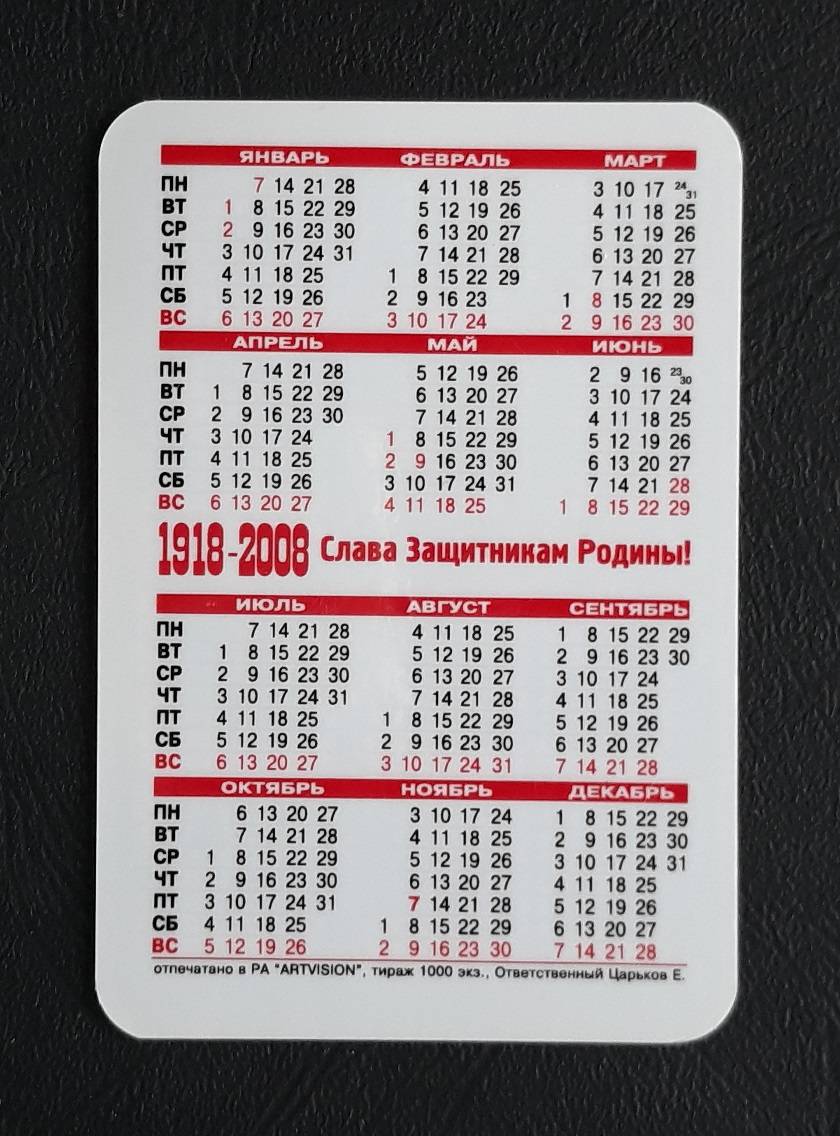 ЯНВАРЬ ФЕВРАЛЬ МАРТ
ПН 7 14 21 28 4 11 18 25 3 10 17 24 31
ВТ 1 8 15 22 29 5 12 19 26 4 11 18 25
СР 2 9 16 23 30 6 13 20 27 5 12 19 26
ЧТ 3 10 17 24 31 7 14 21 28 6 13 20 27
ПТ 4 11 18 25 1 8 15 22 29 7 14 21 28
СБ 5 12 19 26 2 9 16 23 1 8 15 22 29
ВС 6 13 20 27 3 10 17 24 2 9 16 23 30
АПРЕЛЬ МАЙ ИЮНЬ
ПН 7 14 21 28 5 12 19 26 2 9 16 23 30
ВТ 1 8 15 22 29 6 13 20 27 3 10 17 24
СР 2 9 16 23 30 7 14 21 28 4 11 18 25
ЧТ 3 10 17 24 1 8 15 22 29 5 12 19 26
ПТ 4 11 18 25 2 9 16 23 30 6 13 20 27
СБ 5 12 19 26 3 10 17 24 31 7 14 21 28
ВС 6 13 20 27 4 11 18 25 1 8 15 22 29
1918-2008 Слава Защитникам Родины!
ИЮЛЬ АВГУСТ СЕНТЯБРЬ
ПН 7 14 21 28 4 11 18 25 1 8 15 22 29
ВТ 1 8 15 22 29 5 12 19 26 2 9 16 23 30
СР 2 9 16 23 30 6 13 20 27 3 10 17 24
ЧТ 3 10 17 24 31 7 14 21 28 4 11 18 25
ПТ 4 11 18 25 1 8 15 22 29 5 12 19 26
СБ 5 12 19 26 2 9 16 23 30 6 13 20 27
ВС 6 13 20 27 3 10 17 24 31 7 14 21 28
ОКТЯБРЬ НОЯБРЬ ДЕКАБРЬ
ПН 6 13 20 27 3 10 17 24 1 8 15 22 29
ВТ 7 14 21 28 4 11 18 25 2 9 16 23 30
СР 1 8 15 22 29 5 12 19 26 3 10 17 24 31
ЧТ 2 9 16 23 30 6 13 20 27 4 11 18 25
ПТ 3 10 17 24 31 7 14 21 28 5 12 19 26
СБ 4 11 18 25 1 8 15 22 29 6 13 20 27
ВС 5 12 19 26 2 9 16 23 30 7 14 21 28
отпечатано в РА "ARTVISION", тираж 1000 экз., Ответственный Царьков Е.